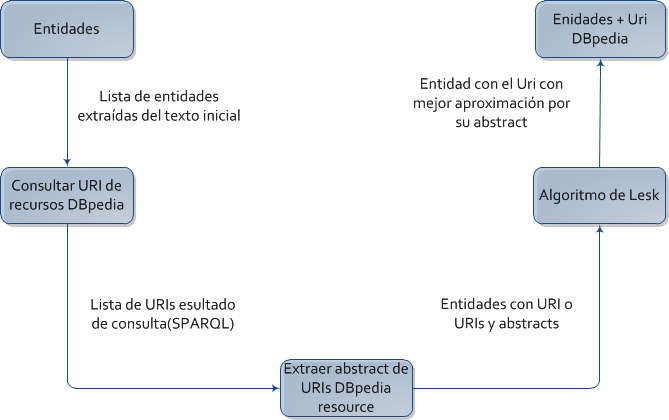 Entidades
Lista de entidades
extraídas del texto inicial
Consultar URI de
recursos DBpedia
Lista de URIs esultado
de consulta(SPARQL)
Extraer abstract de
URIs DBpedia
resource
Entidades con URI o
URIs y abstracts
Algoritmo de Lesk
Entidad con el Uri con
mejor aproximación por
su abstract
Enidades + Uri
DBpedia